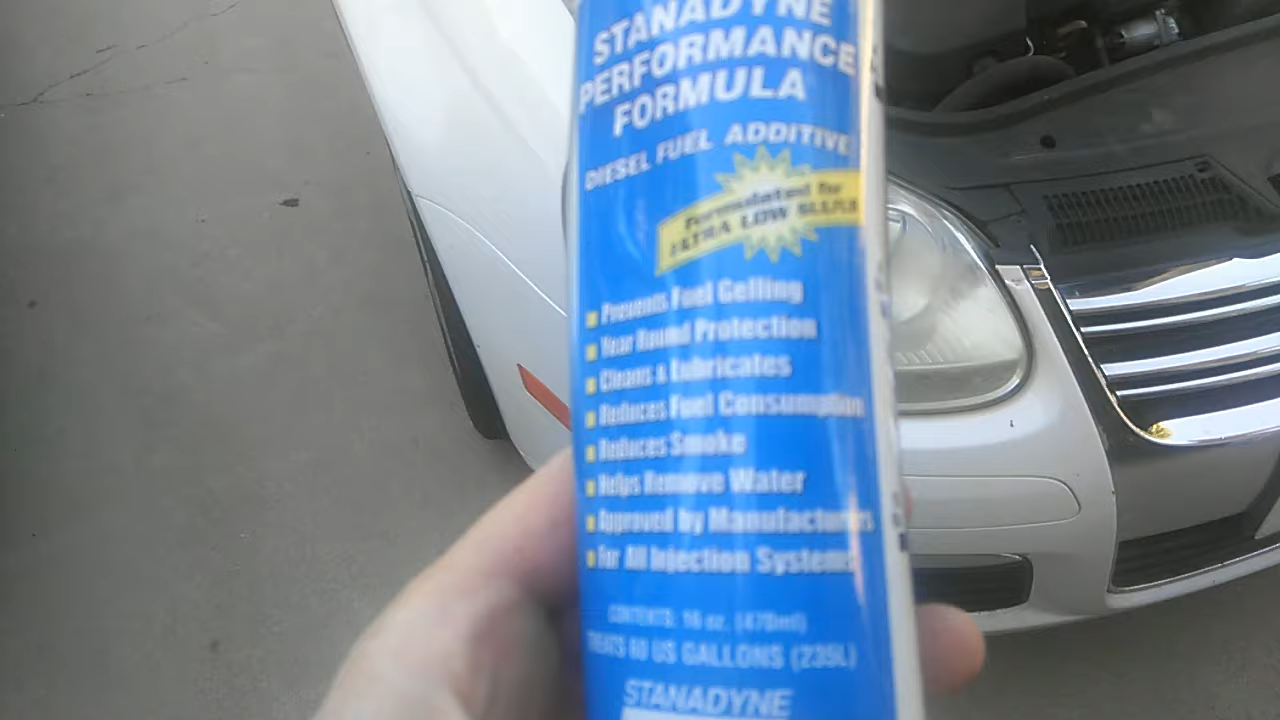 STANADYNE
PERFORMANCE
FORMULA
DIESEL FUEL ADDITIVE
Formulated for
ULTRA LOW SULFUR
Prevents Fuel Gelling
Year Round Protection
Cleans & Lubricates
Reduces Fuel Consumption
Reduces Smoke
Helps Remove Water
Approved by Manufacturers
For All Injection Systems
CONTENTS: 16 oz. (470ml)
TREATS 60 US GALLONS (235L)
STANADYNE